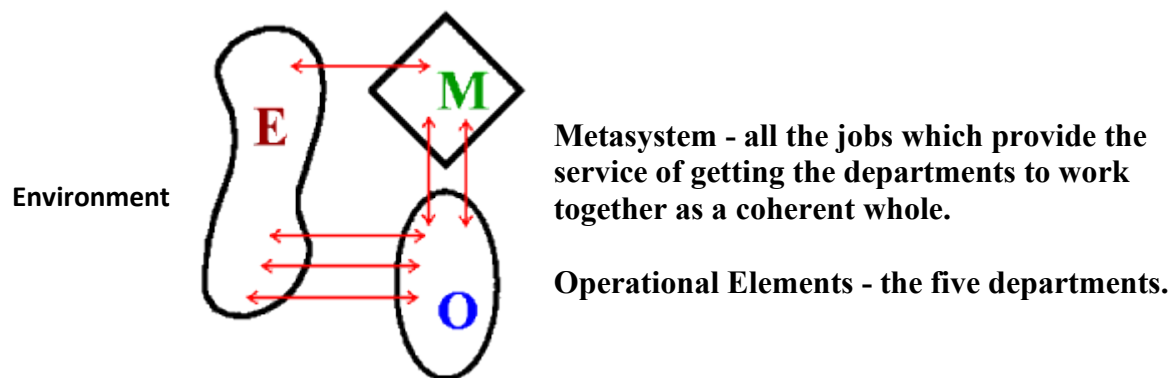 E
M
Metasystem - all the jobs which provide the
service of getting the departments to work
together as a coherent whole.
Environment
Operational Elements - the five departments.
O